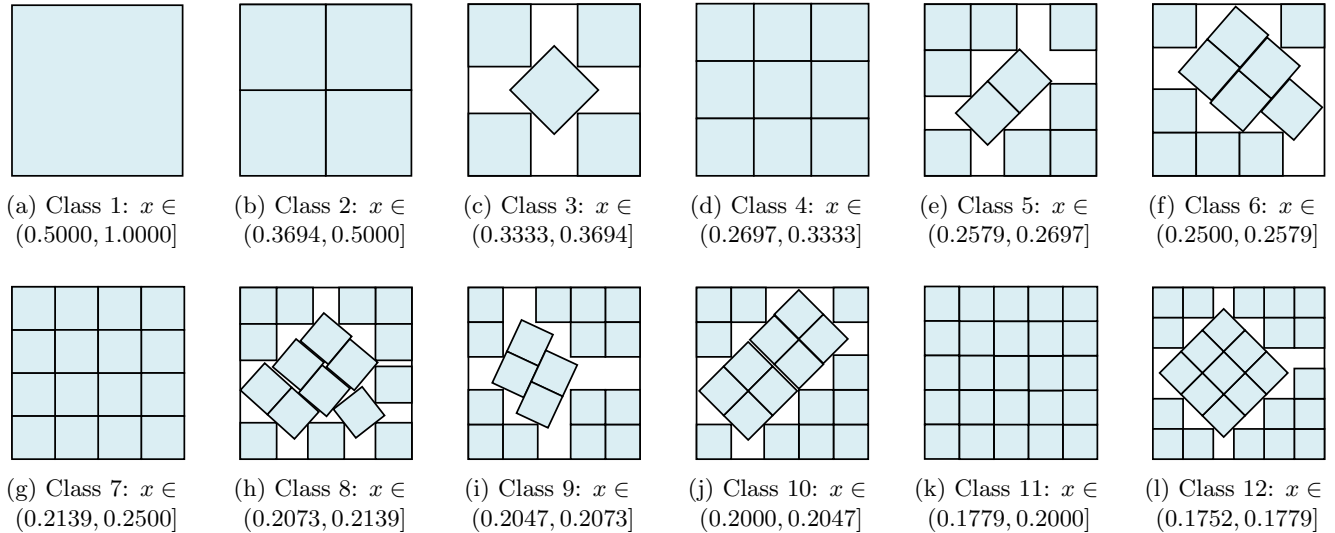 (a) Class 1: x ∈
(0.5000, 1.0000]
(b) Class 2: x ∈
(0.3694, 0.5000]
(c) Class 3: x ∈
(0.3333, 0.3694]
(d) Class 4: x ∈
(0.2697, 0.3333]
(e) Class 5: x ∈
(0.2579, 0.2697]
(f) Class 6: x ∈
(0.2500, 0.2579]
(g) Class 7: x ∈
(0.2139, 0.2500]
(h) Class 8: x ∈
(0.2073, 0.2139]
(i) Class 9: x ∈
(0.2047, 0.2073]
(j) Class 10: x ∈
(0.2000, 0.2047]
(k) Class 11: x ∈
(0.1779, 0.2000]
(l) Class 12: x ∈
(0.1752, 0.1779]